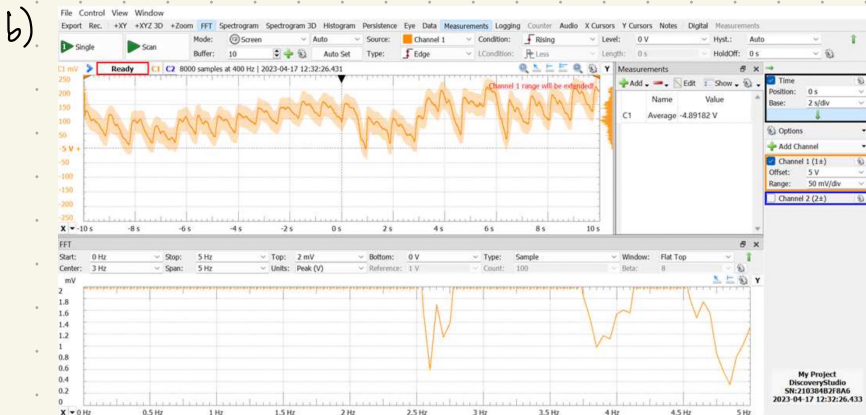 b)
File Control View Window
Export Rec. +XY +XYZ 3D +Zoom FFT Spectrogram Spectrogram 3D Histogram Persistence Eye Data Measurements Logging Counter Audio X Cursors Y Cursors Notes Digital Measurements
Single Scan Mode: Screen Auto Source: Channel 1 Condition: Rising Level: 0 V Hyst.: Auto
Buffer: 10 Auto Set Type: Edge LCondition: Less Length: 0 s HoldOff: 0 s
C1 mV Ready C1 C2 8000 samples at 400 Hz | 2023-04-17 12:32:26.431 Y
Channel 1 range will be extended!
250
200
150
100
50
-5 V
-50
-100
-150
-200
-250
X -10 s -8 s -6 s -4 s -2 s 0 s 2 s 4 s 6 s 8 s 10 s
Measurements
Add Edit Show
Name Value
C1 Average -4.89182 V
Time
Position: 0 s
Base: 2 s/div
Options
Add Channel
Channel 1 (1±)
Offset: 5 V
Range: 50 mV/div
Channel 2 (2±)
FFT
Start: 0 Hz Stop: 5 Hz Top: 2 mV Bottom: 0 V Type: Sample Window: Flat Top
Center: 3 Hz Span: 5 Hz Units: Peak (V) Reference: 1 V Count: 100 Beta: 8
mV Y
2
1.8
1.6
1.4
1.2
1
0.8
0.6
0.4
0.2
0
X 0 Hz 0.5 Hz 1 Hz 1.5 Hz 2 Hz 2.5 Hz 3 Hz 3.5 Hz 4 Hz 4.5 Hz 5 Hz
My Project
DiscoveryStudio
SN:210384B2F8A6
2023-04-17 12:32:26.433